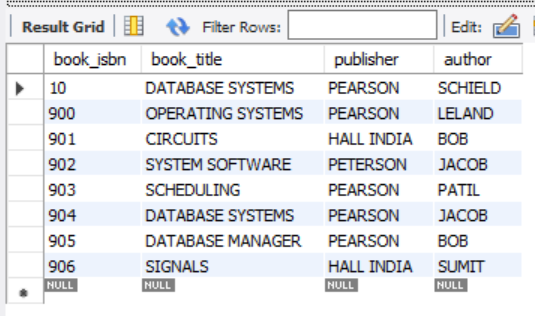 Result Grid Filter Rows: Edit:
book_isbn book_title publisher author
10 DATABASE SYSTEMS PEARSON SCHIELD
900 OPERATING SYSTEMS PEARSON LELAND
901 CIRCUITS HALL INDIA BOB
902 SYSTEM SOFTWARE PETERSON JACOB
903 SCHEDULING PEARSON PATIL
904 DATABASE SYSTEMS PEARSON JACOB
905 DATABASE MANAGER PEARSON BOB
906 SIGNALS HALL INDIA SUMIT
NULL NULL NULL NULL